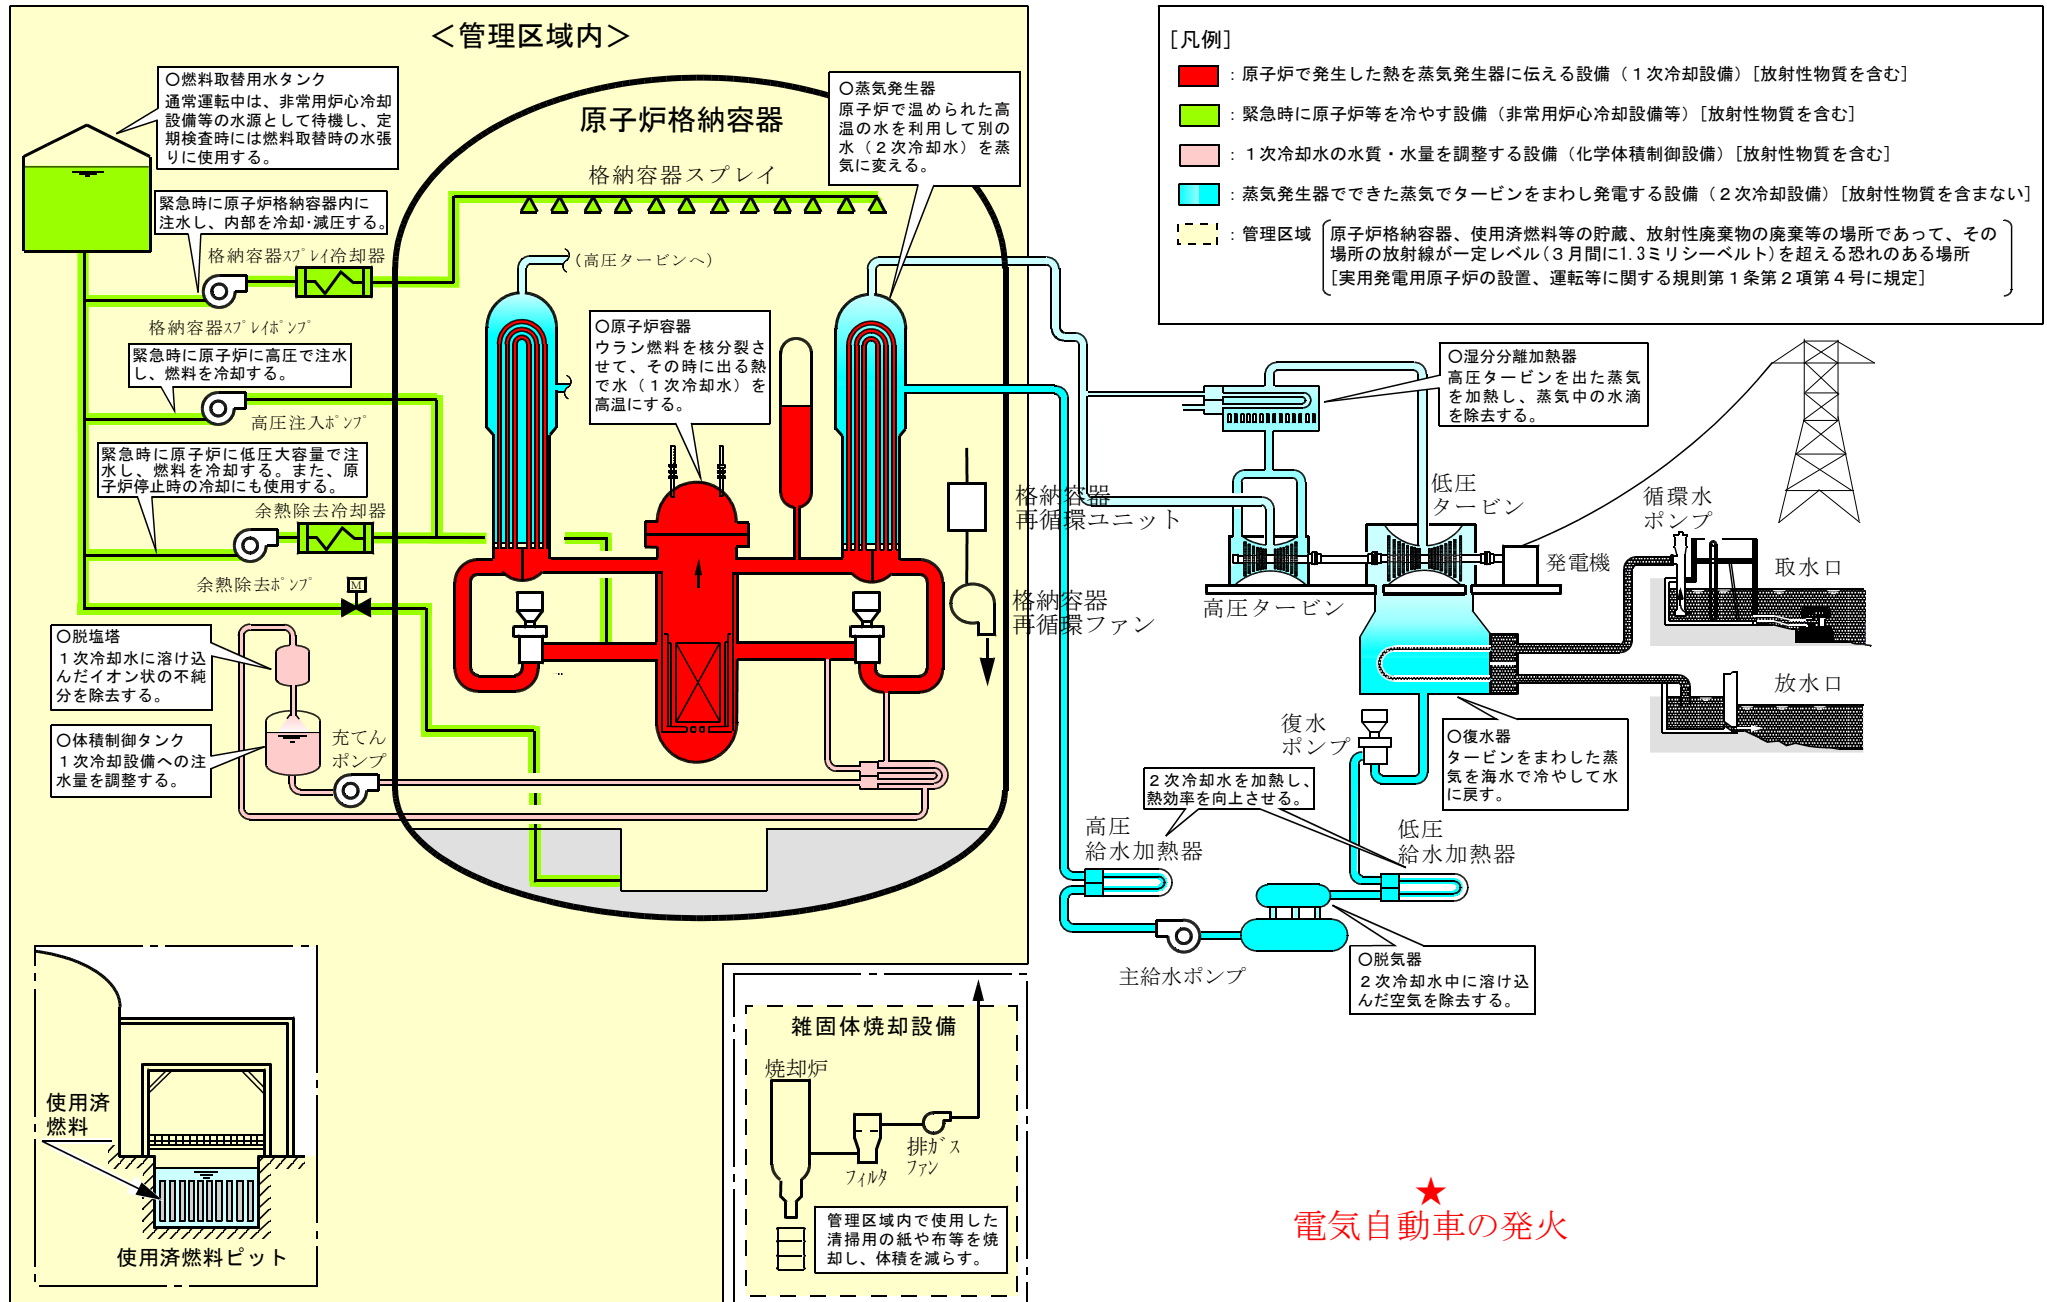 ＜管理区域内＞
○燃料取替用水タンク
通常運転中は、非常用炉心冷却
設備等の水源として待機し、定
期検査時には燃料取替時の水張
りに使用する。
緊急時に原子炉格納容器内に
注水し、内部を冷却･減圧する。
格納容器ｽﾌﾟﾚｲ冷却器
格納容器ｽﾌﾟﾚｲﾎﾟﾝﾌﾟ
緊急時に原子炉に高圧で注水
し、燃料を冷却する。
高圧注入ﾎﾟﾝﾌﾟ
緊急時に原子炉に低圧大容量で注
水し、燃料を冷却する。また、原
子炉停止時の冷却にも使用する。
余熱除去冷却器
余熱除去ﾎﾟﾝﾌﾟ
M
○脱塩塔
１次冷却水に溶け込
んだイオン状の不純
分を除去する。
○体積制御タンク
１次冷却設備への注
水量を調整する。
充てん
ポンプ
原子炉格納容器
格納容器スプレイ
○蒸気発生器
原子炉で温められた高
温の水を利用して別の
水（２次冷却水）を蒸
気に変える。
(高圧タービンへ)
○原子炉容器
ウラン燃料を核分裂さ
せて、その時に出る熱
で水（１次冷却水）を
高温にする。
格納容器
再循環ユニット
格納容器
再循環ファン
[凡例]
：原子炉で発生した熱を蒸気発生器に伝える設備（１次冷却設備）[放射性物質を含む]
：緊急時に原子炉等を冷やす設備（非常用炉心冷却設備等）[放射性物質を含む]
：１次冷却水の水質・水量を調整する設備（化学体積制御設備）[放射性物質を含む]
：蒸気発生器でできた蒸気でタービンをまわし発電する設備（２次冷却設備）[放射性物質を含まない]
：管理区域
原子炉格納容器、使用済燃料等の貯蔵、放射性廃棄物の廃棄等の場所であって、その
場所の放射線が一定レベル(３月間に1.3ミリシーベルト)を超える恐れのある場所
[実用発電用原子炉の設置、運転等に関する規則第１条第２項第４号に規定]
○湿分分離加熱器
高圧タービンを出た蒸気
を加熱し、蒸気中の水滴
を除去する。
低圧
タービン
高圧タービン
発電機
循環水
ポンプ
取水口
放水口
復水
ポンプ
○復水器
タービンをまわした蒸
気を海水で冷やして水
に戻す。
２次冷却水を加熱し、
熱効率を向上させる。
高圧
給水加熱器
低圧
給水加熱器
主給水ポンプ
○脱気器
２次冷却水中に溶け込
んだ空気を除去する。
使用済
燃料
使用済燃料ピット
雑固体焼却設備
焼却炉
フィルタ
排ｶﾞｽ
ﾌｧﾝ
管理区域内で使用した
清掃用の紙や布等を焼
却し、体積を減らす。
★
電気自動車の発火